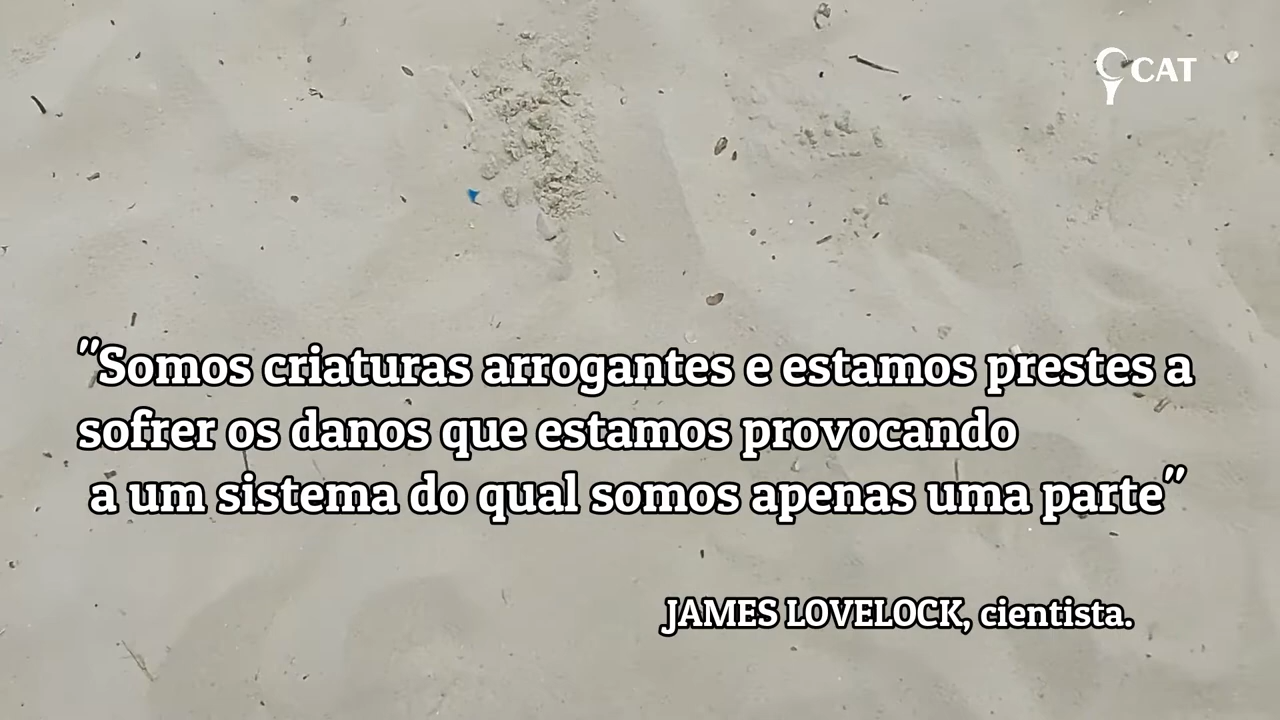 CAT
"Somos criaturas arrogantes e estamos prestes a
sofrer os danos que estamos provocando
a um sistema do qual somos apenas uma parte"
JAMES LOVELOCK, cientista.